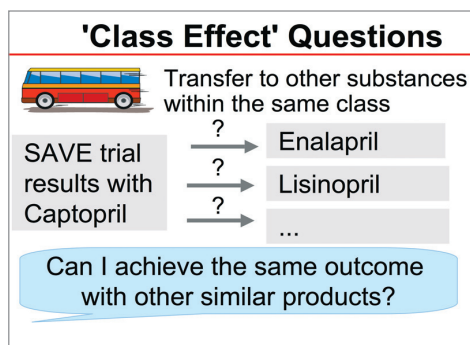 'Class Effect' Questions
Transfer to other substances
within the same class
SAVE trial
results with
Captopril
?
Enalapril
?
Lisinopril
?
...
Can I achieve the same outcome
with other similar products?